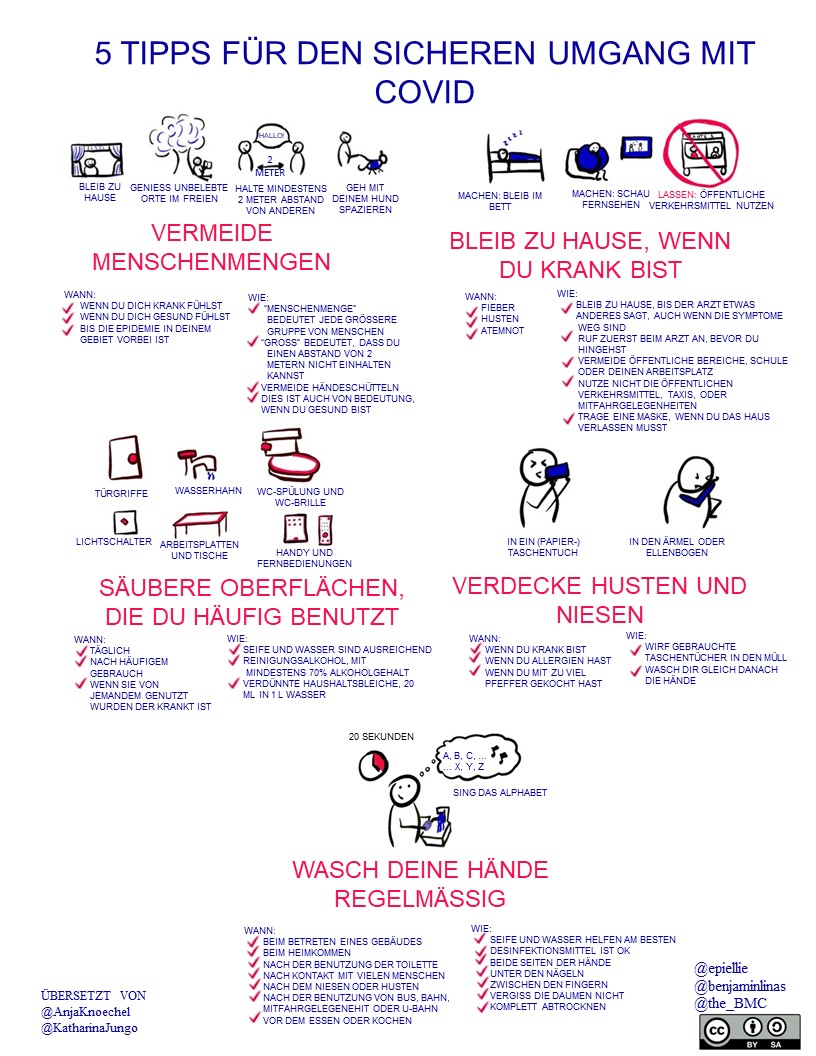 5 TIPPS FÜR DEN SICHEREN UMGANG MIT
COVID
HALLO!
2
METER
BLEIB ZU
HAUSE
GENIESS UNBELEBTE
ORTE IM FREIEN
HALTE MINDESTENS
2 METER ABSTAND
VON ANDEREN
GEH MIT
DEINEM HUND
SPAZIEREN
VERMEIDE
MENSCHENMENGEN
WANN:
WENN DU DICH KRANK FÜHLST
WENN DU DICH GESUND FÜHLST
BIS DIE EPIDEMIE IN DEINEM
GEBIET VORBEI IST
WIE:
"MENSCHENMENGE"
BEDEUTET JEDE GRÖSSERE
GRUPPE VON MENSCHEN
"GROSS" BEDEUTET, DASS DU
EINEN ABSTAND VON 2
METERN NICHT EINHALTEN
KANNST
VERMEIDE HÄNDESCHÜTTELN
DIES IST AUCH VON BEDEUTUNG,
WENN DU GESUND BIST
zzzz
MACHEN: BLEIB IM
BETT
MACHEN: SCHAU
FERNSEHEN
LASSEN: ÖFFENTLICHE
VERKEHRSMITTEL NUTZEN
BLEIB ZU HAUSE, WENN
DU KRANK BIST
WANN:
FIEBER
HUSTEN
ATEMNOT
WIE:
BLEIB ZU HAUSE, BIS DER ARZT ETWAS
ANDERES SAGT, AUCH WENN DIE SYMPTOME
WEG SIND
RUF ZUERST BEIM ARZT AN, BEVOR DU
HINGEHST
VERMEIDE ÖFFENTLICHE BEREICHE, SCHULE
ODER DEINEN ARBEITSPLATZ
NUTZE NICHT DIE ÖFFENTLICHEN
VERKEHRSMITTEL, TAXIS, ODER
MITFAHRGELEGENHEITEN
TRAGE EINE MASKE, WENN DU DAS HAUS
VERLASSEN MUSST
TÜRGRIFFE
WASSERHAHN
WC-SPÜLUNG UND
WC-BRILLE
LICHTSCHALTER
ARBEITSPLATTEN
UND TISCHE
HANDY UND
FERNBEDIENUNGEN
SÄUBERE OBERFLÄCHEN,
DIE DU HÄUFIG BENUTZT
WANN:
TÄGLICH
NACH HÄUFIGEM
GEBRAUCH
WENN SIE VON
JEMANDEM GENUTZT
WURDEN DER KRANKT IST
WIE:
SEIFE UND WASSER SIND AUSREICHEND
REINIGUNGSALKOHOL, MIT
MINDESTENS 70% ALKOHOLGEHALT
VERDÜNNTE HAUSHALTSBLEICHE, 20
ML IN 1 L WASSER
IN EIN (PAPIER-)
TASCHENTUCH
IN DEN ÄRMEL ODER
ELLENBOGEN
VERDECKE HUSTEN UND
NIESEN
WANN:
WENN DU KRANK BIST
WENN DU ALLERGIEN HAST
WENN DU MIT ZU VIEL
PFEFFER GEKOCHT HAST
WIE:
WIRF GEBRAUCHTE
TASCHENTÜCHER IN DEN MÜLL
WASCH DIR GLEICH DANACH
DIE HÄNDE
20 SEKUNDEN
A, B, C, ...
... X, Y, Z
SING DAS ALPHABET
WASCH DEINE HÄNDE
REGELMÄSSIG
WANN:
BEIM BETRETEN EINES GEBÄUDES
BEIM HEIMKOMMEN
NACH DER BENUTZUNG DER TOILETTE
NACH KONTAKT MIT VIELEN MENSCHEN
NACH DEM NIESEN ODER HUSTEN
NACH DER BENUTZUNG VON BUS, BAHN,
MITFAHRGELEGENEHIT ODER U-BAHN
VOR DEM ESSEN ODER KOCHEN
WIE:
SEIFE UND WASSER HELFEN AM BESTEN
DESINFEKTIONSMITTEL IST OK
BEIDE SEITEN DER HÄNDE
UNTER DEN NÄGELN
ZWISCHEN DEN FINGERN
VERGISS DIE DAUMEN NICHT
KOMPLETT ABTROCKNEN
ÜBERSETZT VON
@AnjaKnoechel
@KatharinaJungo
@epiellie
@benjaminlinas
@the_BMC
cc
BY SA